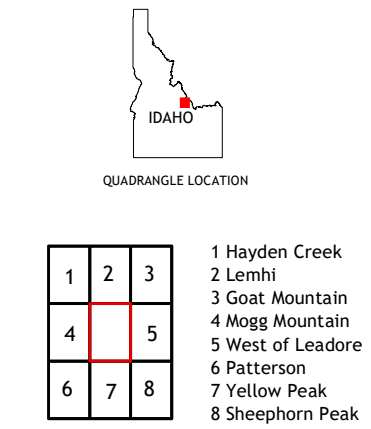 IDAHO
QUADRANGLE LOCATION
1 2 3
4 5
6 7 8
1 Hayden Creek
2 Lemhi
3 Goat Mountain
4 Mogg Mountain
5 West of Leadore
6 Patterson
7 Yellow Peak
8 Sheephorn Peak